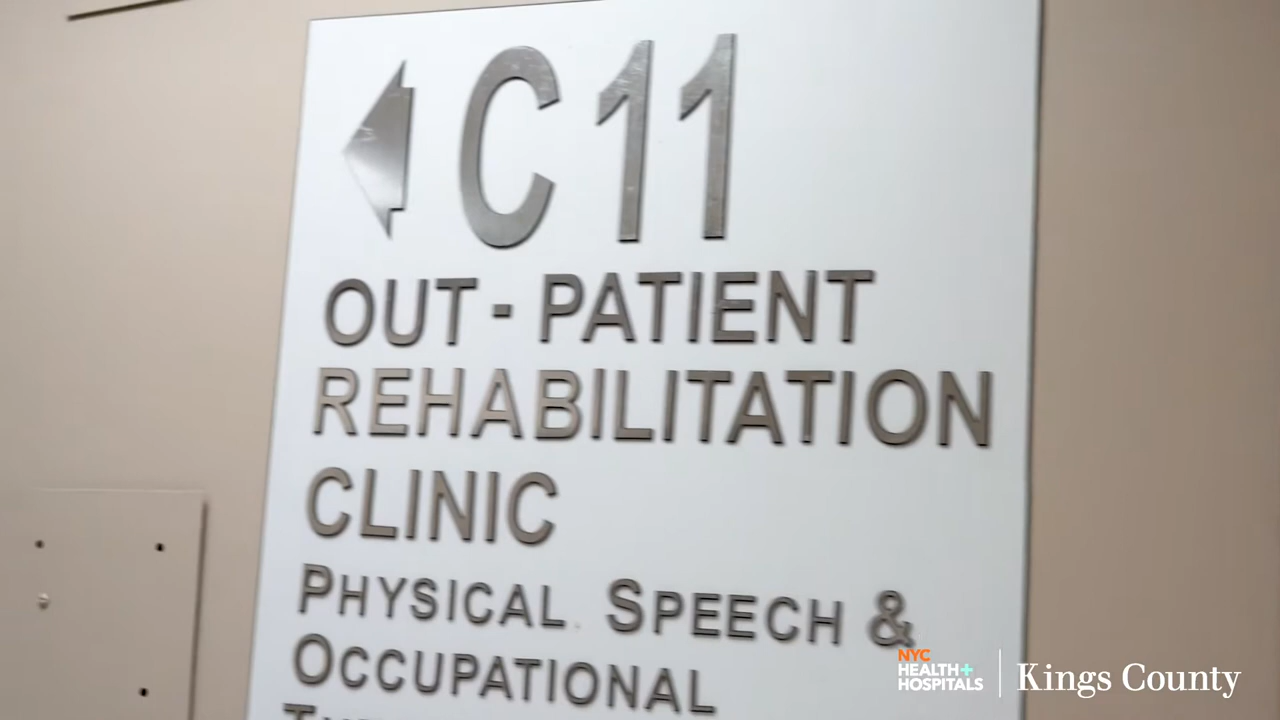 C11
OUT-PATIENT
REHABILITATION
CLINIC
PHYSICAL SPEECH &
OCCUPATIONAL
NYC
HEALTH+
HOSPITALS
Kings County